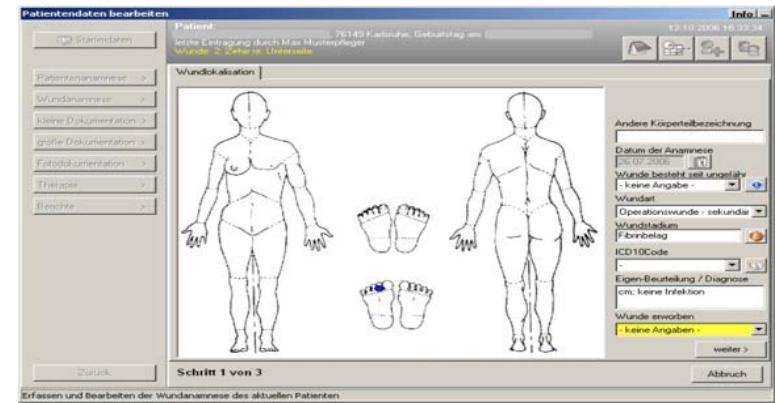 Patientendaten bearbeiten
Info
Stammdaten
Patient:
12.10.2006 16:33:34
76149 Karlsruhe, Geburtstag am:
letzte Eintragung durch Max Musterpfleger
Wunde: 2. Zehe re. Unterseite
Patientenanamnese >
Wundanamnese >
kleine Dokumentation >
große Dokumentation >
Fotodokumentation >
Therapie >
Berichte >
Zurück
Wundlokalisation
Andere Körperteilbezeichnung
Datum der Anamnese
26.07.2006
Wunde besteht seit ungefähr
- keine Angabe -
Wundart
Operationswunde - sekundär
Wundstadium
Fibrinbelag
ICD10Code
-
Eigen-Beurteilung / Diagnose
cm; keine Infektion
Wunde erworben
- keine Angaben -
weiter >
Schritt 1 von 3
Abbruch
Erfassen und Bearbeiten der Wundanamnese des aktuellen Patienten